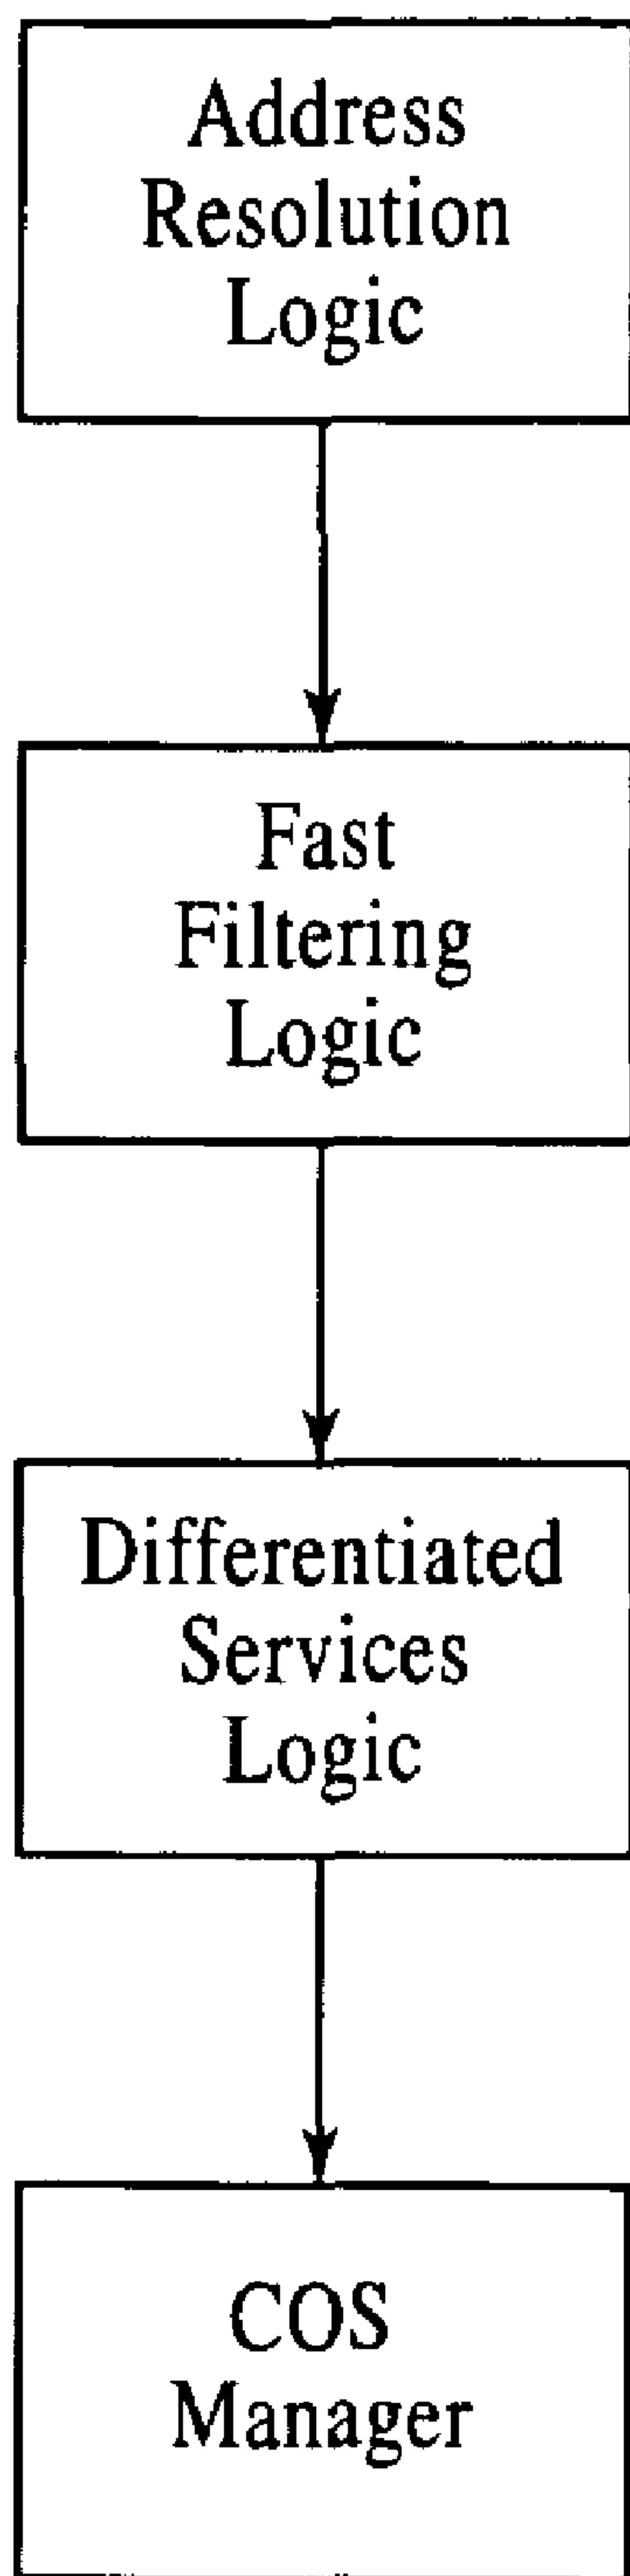 Address
Resolution
Logic
Fast
Filtering
Logic
Differentiated
Services
Logic
COS
Manager